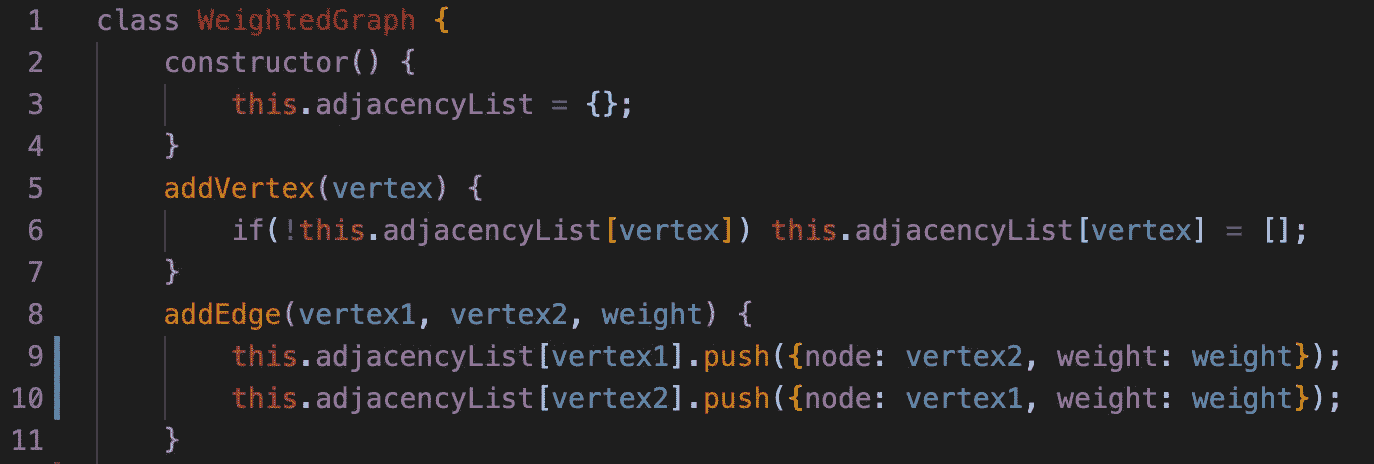 1 class WeightedGraph {
2 constructor() {
3 this.adjacencyList = {};
4 }
5 addVertex(vertex) {
6 if(!this.adjacencyList[vertex]) this.adjacencyList[vertex] = [];
7 }
8 addEdge(vertex1, vertex2, weight) {
9 this.adjacencyList[vertex1].push({node: vertex2, weight: weight});
10 this.adjacencyList[vertex2].push({node: vertex1, weight: weight});
11 }